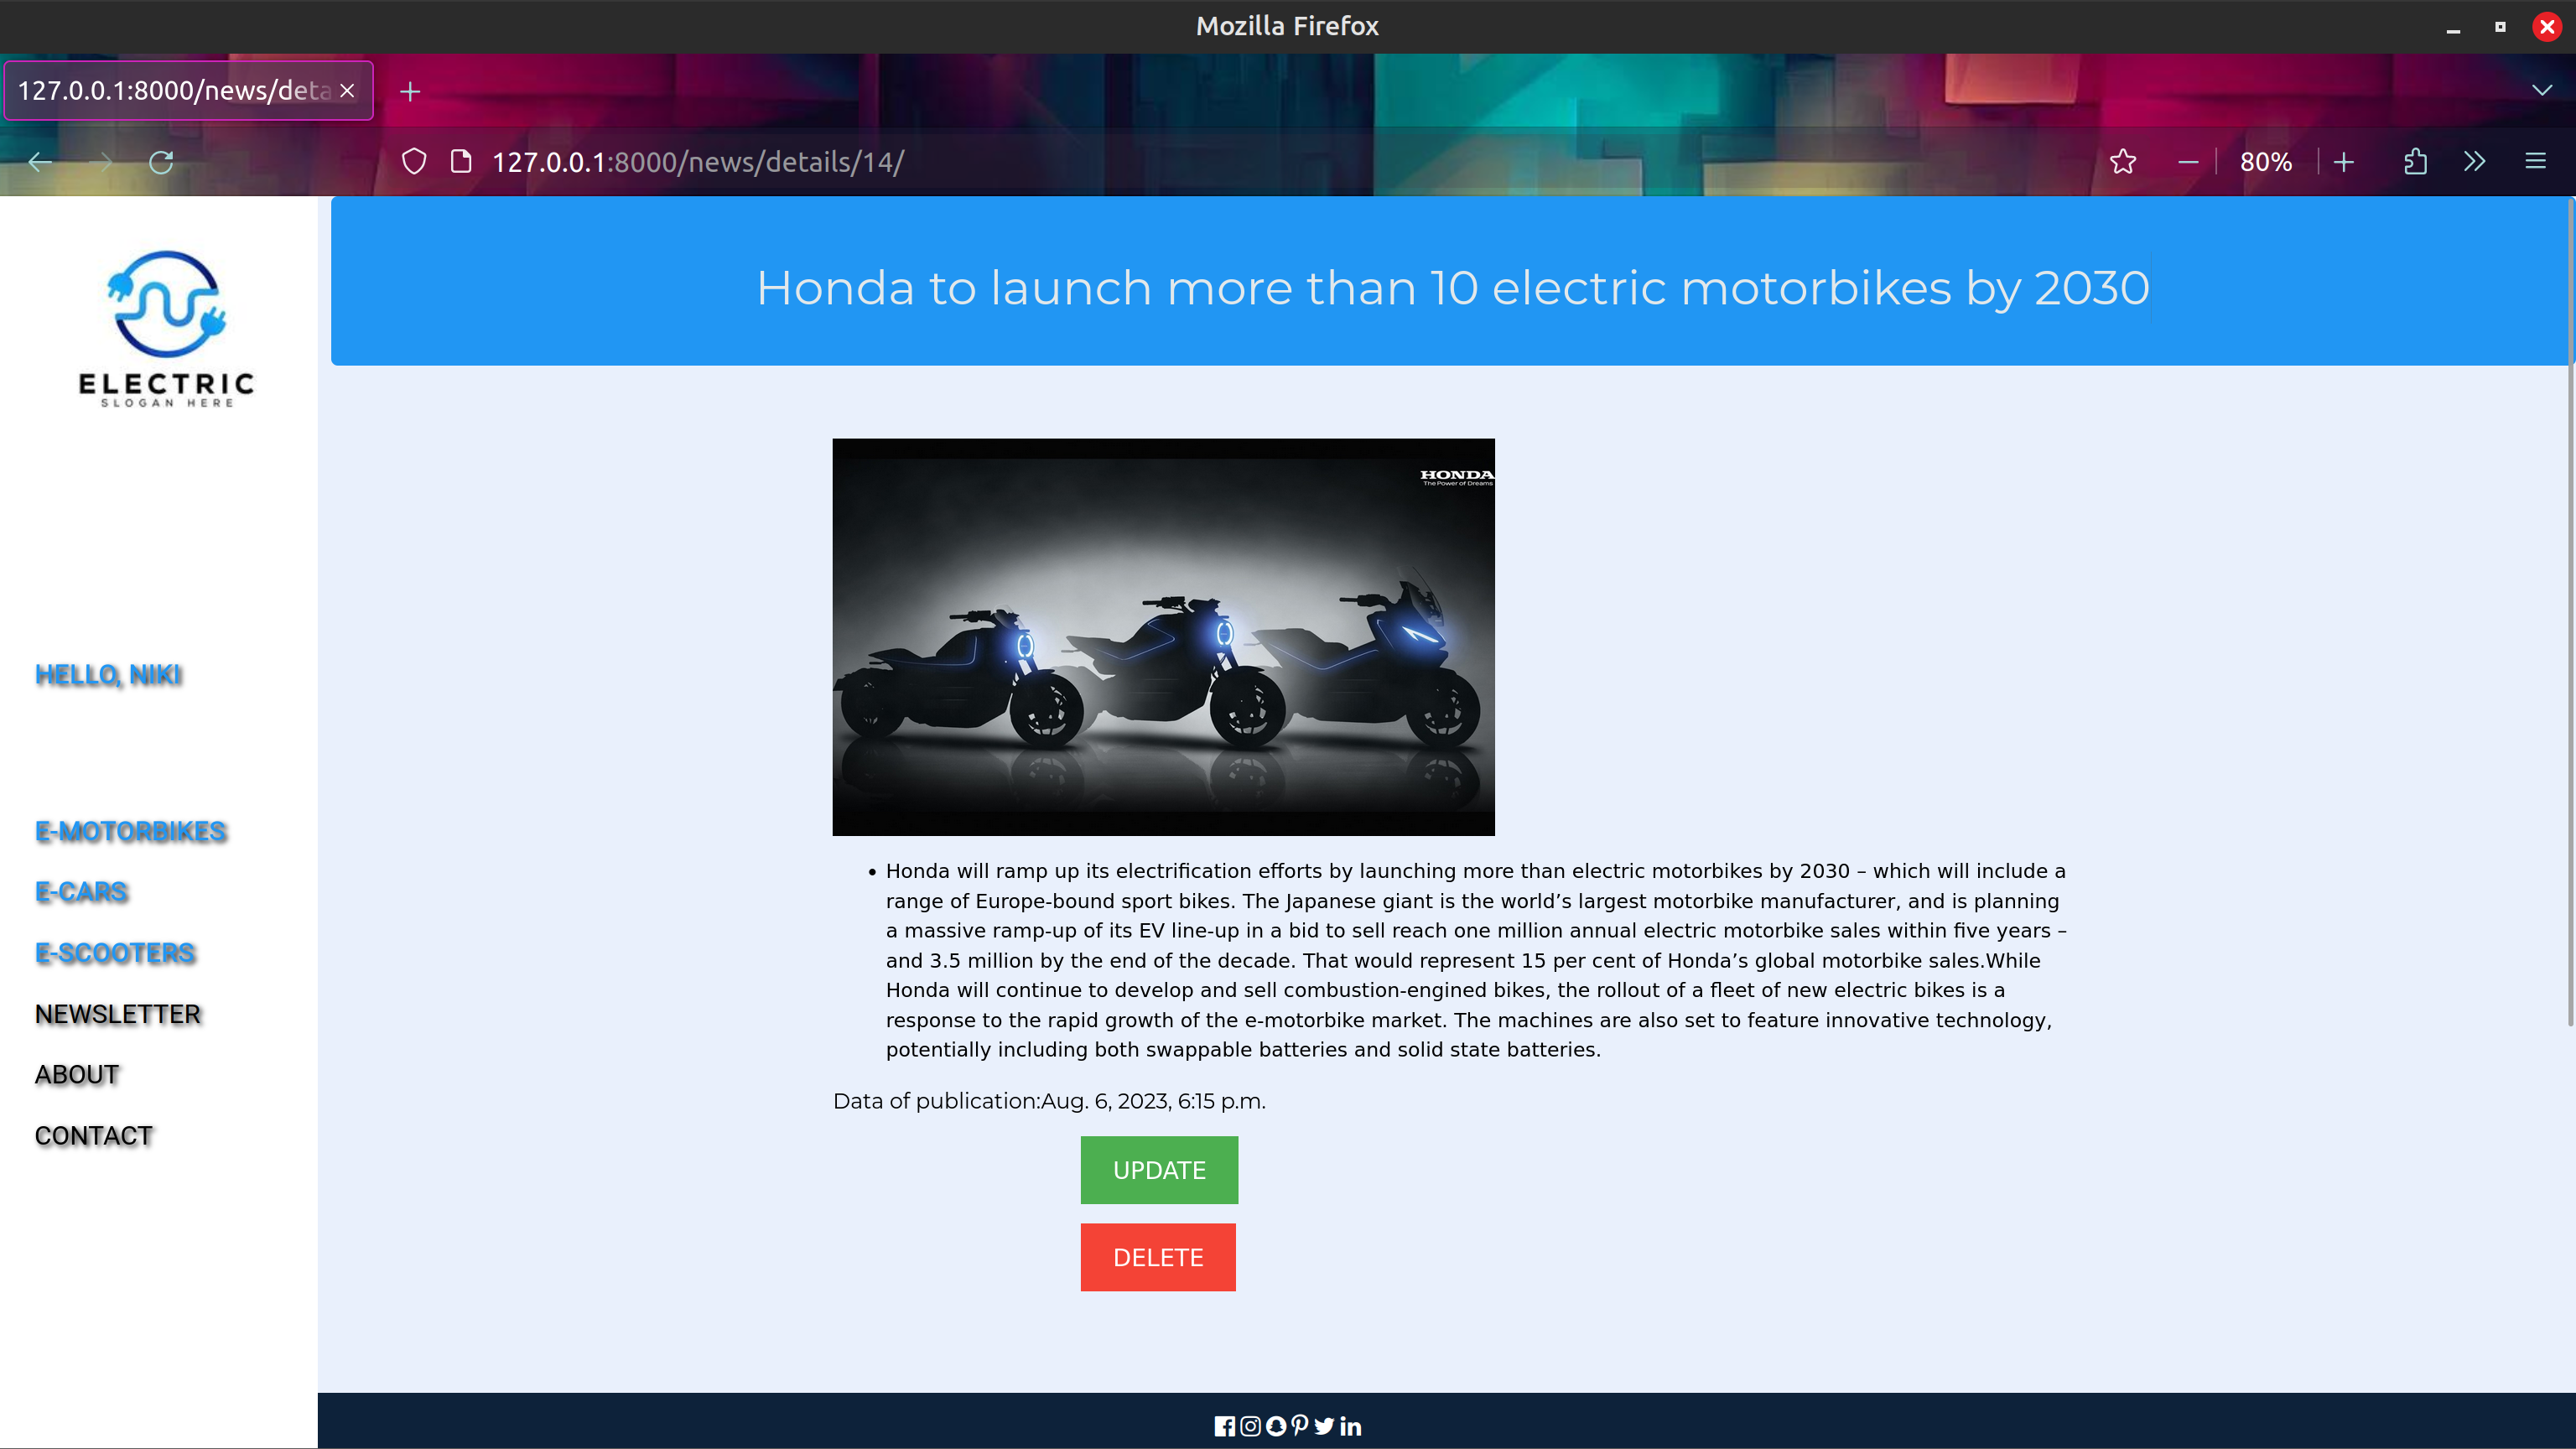 Mozilla Firefox
127.0.0.1:8000/news/deta
127.0.0.1:8000/news/details/14/
80%
ELECTRIC
SLOGAN HERE
HELLO, NIKI
E-MOTORBIKES
E-CARS
E-SCOOTERS
NEWSLETTER
ABOUT
CONTACT
Honda to launch more than 10 electric motorbikes by 2030
HONDA
The Power of Dreams
• Honda will ramp up its electrification efforts by launching more than electric motorbikes by 2030 – which will include a
range of Europe-bound sport bikes. The Japanese giant is the world’s largest motorbike manufacturer, and is planning
a massive ramp-up of its EV line-up in a bid to sell reach one million annual electric motorbike sales within five years –
and 3.5 million by the end of the decade. That would represent 15 per cent of Honda’s global motorbike sales.While
Honda will continue to develop and sell combustion-engined bikes, the rollout of a fleet of new electric bikes is a
response to the rapid growth of the e-motorbike market. The machines are also set to feature innovative technology,
potentially including both swappable batteries and solid state batteries.
Data of publication:Aug. 6, 2023, 6:15 p.m.
UPDATE
DELETE